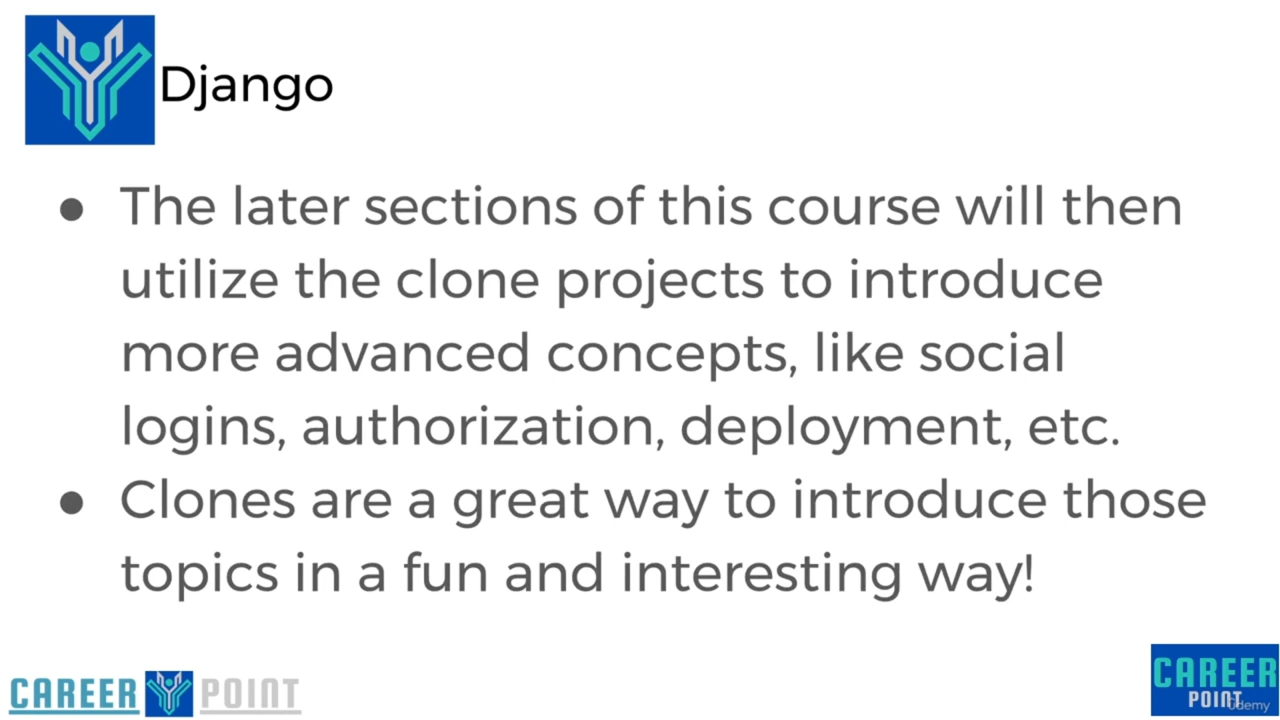 Django
● The later sections of this course will then
utilize the clone projects to introduce
more advanced concepts, like social
logins, authorization, deployment, etc.
● Clones are a great way to introduce those
topics in a fun and interesting way!
CAREER POINT
CAREER
POINT
Udemy